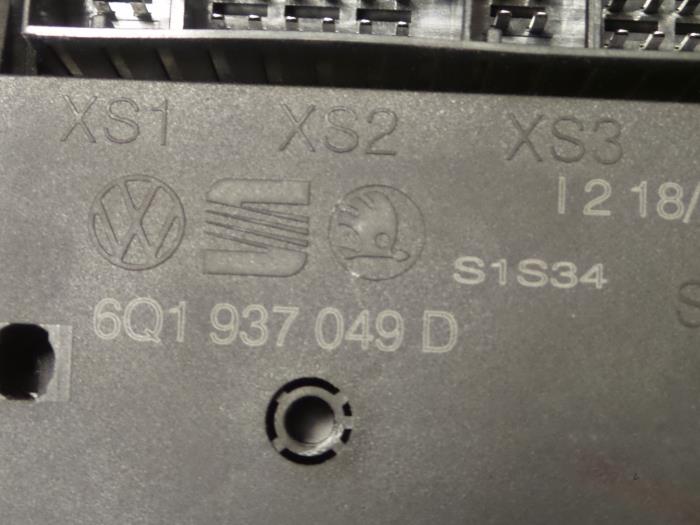 XS1 XS2 XS3
I 2 18/
S1S34
6Q1 937 049 D